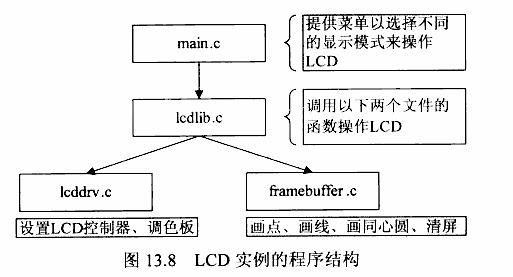 main.c
提供菜单以选择不同
的显示模式来操作
LCD
lcdlib.c
调用以下两个文件的
函数操作LCD
lcddrv.c
framebuffer.c
设置LCD控制器、调色板
画点、画线、画同心圆、清屏
图 13.8 LCD 实例的程序结构